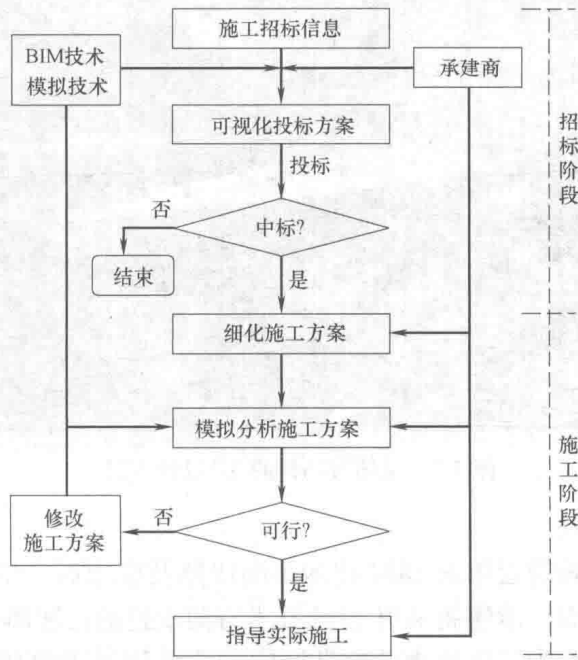 施工招标信息
BIM技术
模拟技术
承建商
可视化投标方案
投标
否
中标?
结束
是
细化施工方案
模拟分析施工方案
修改
施工方案
否
可行?
是
指导实际施工
招标阶段
施工阶段